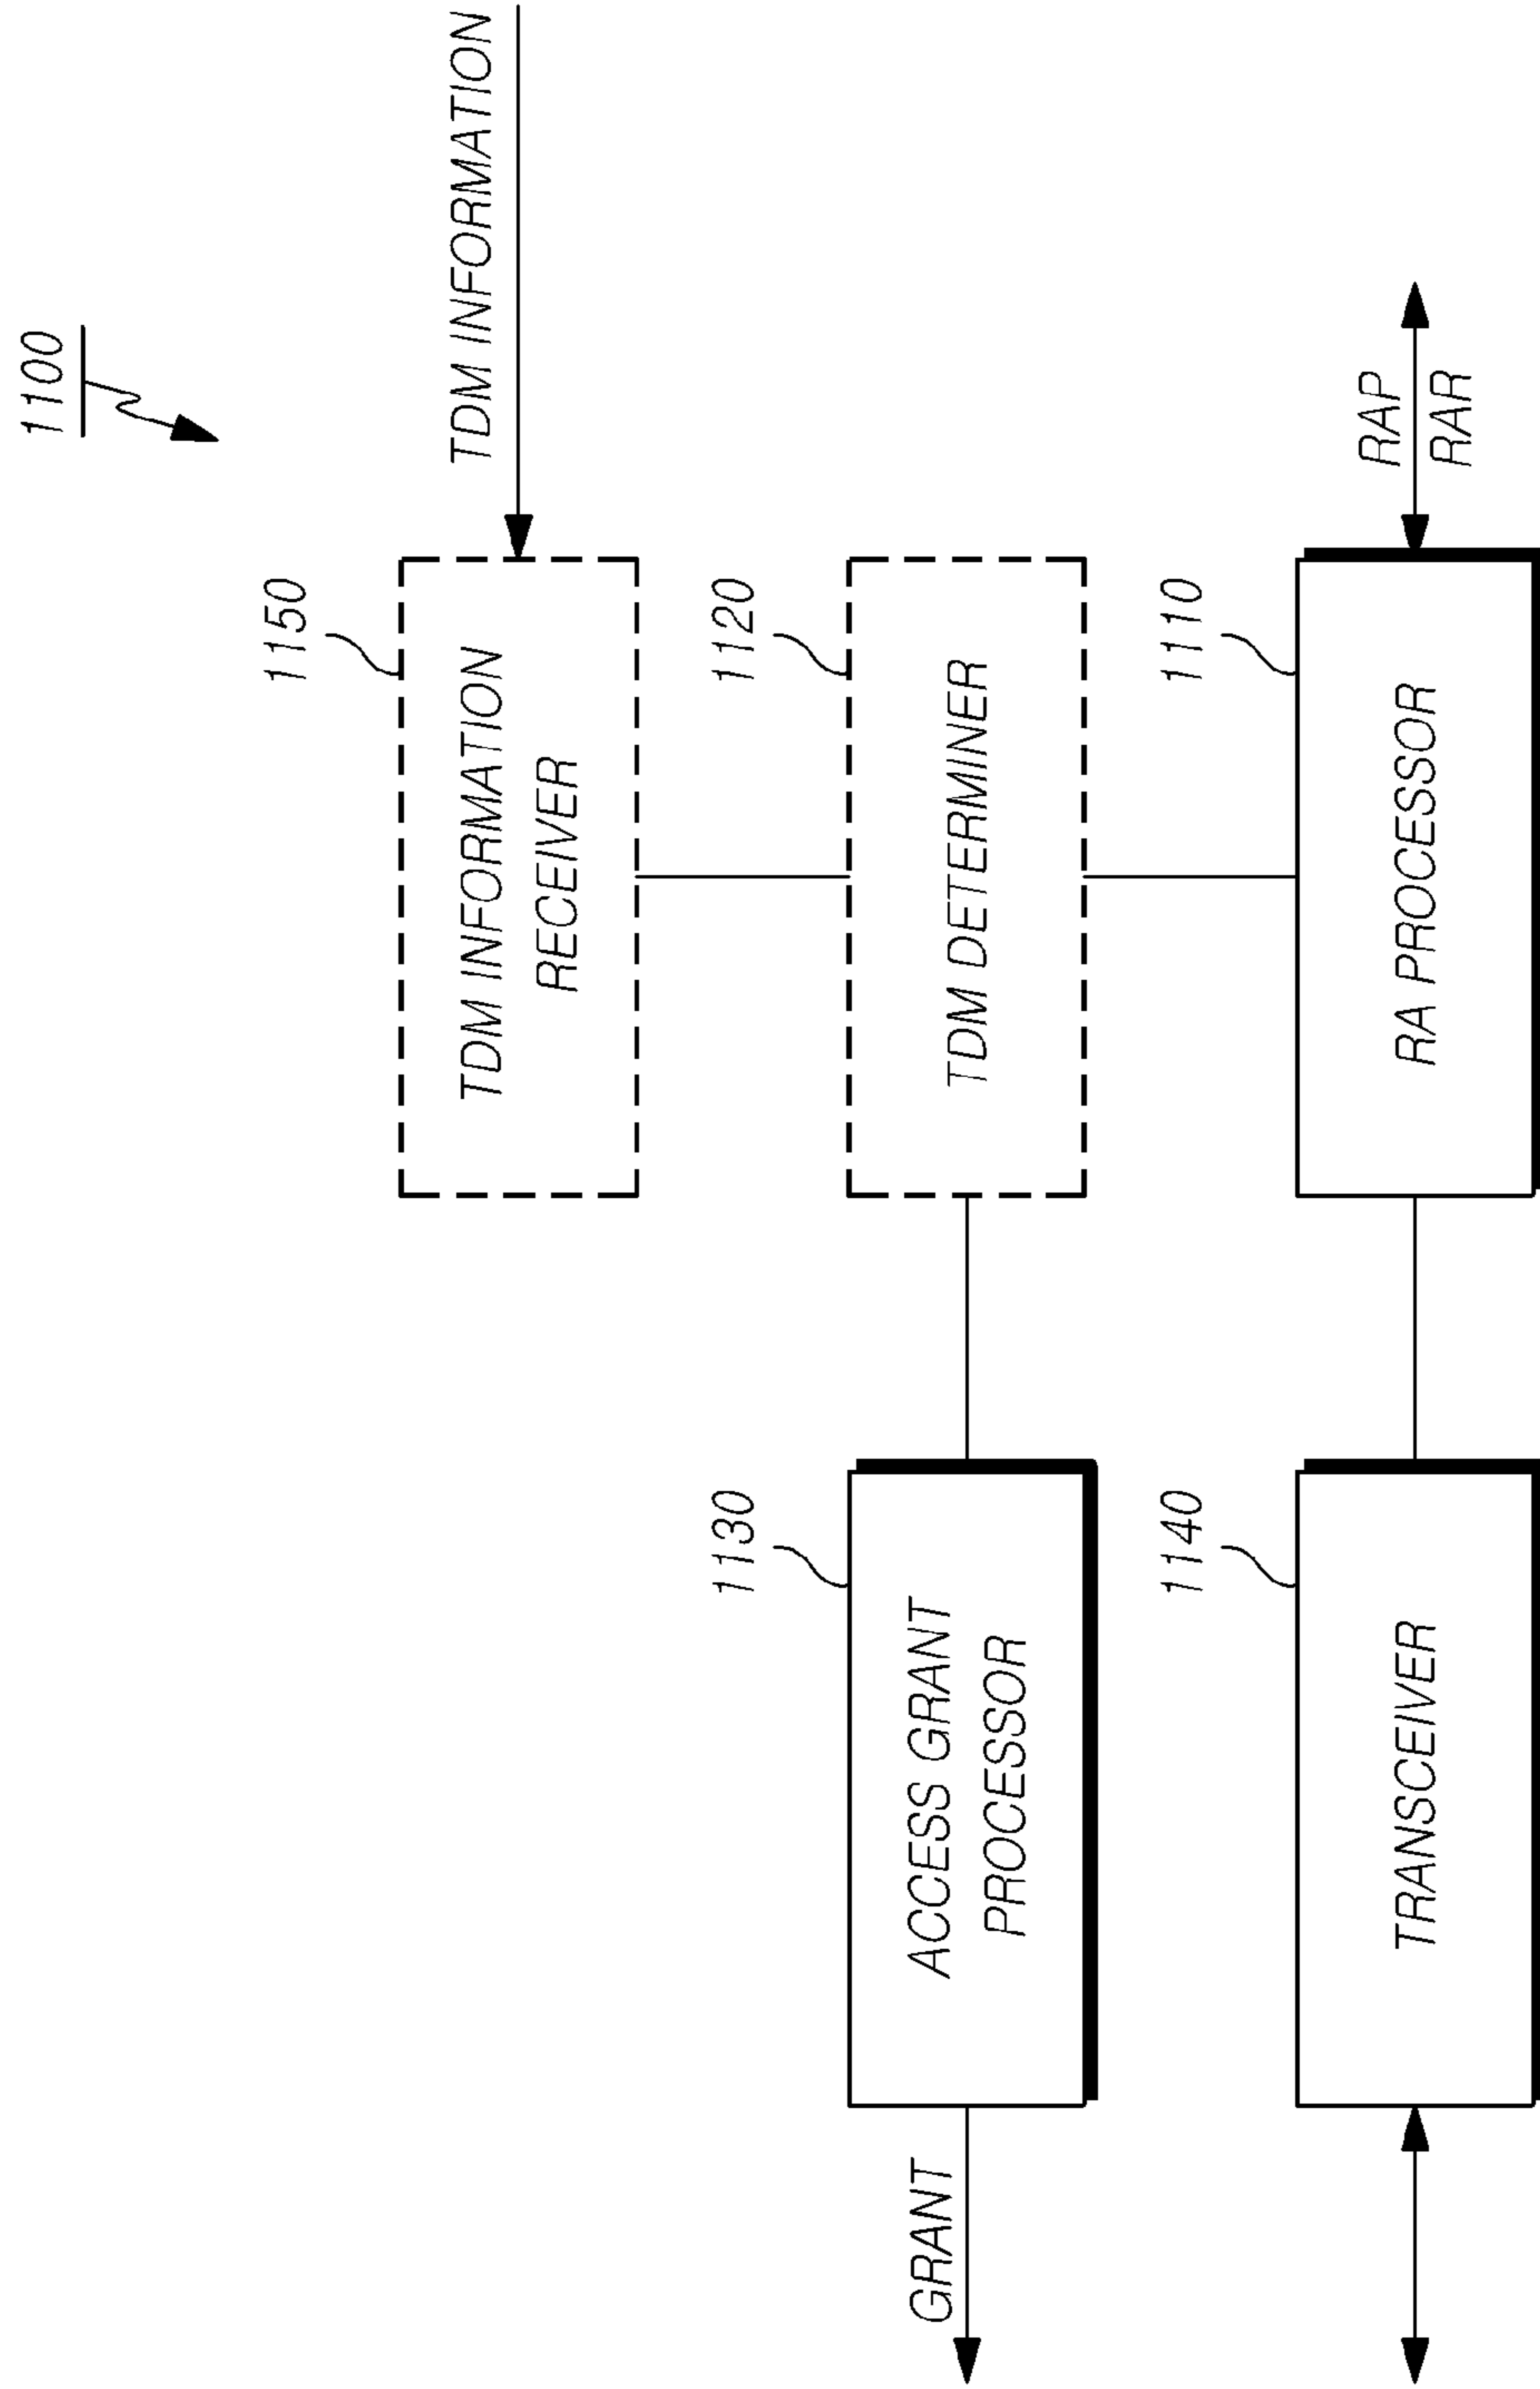 1100
TDM INFORMATION
1150
TDM INFORMATION
RECEIVER
1130
ACCESS GRANT
PROCESSOR
GRANT
1120
TDM DETERMINER
1140
TRANSCEIVER
1110
RA PROCESSOR
RAP
RAR